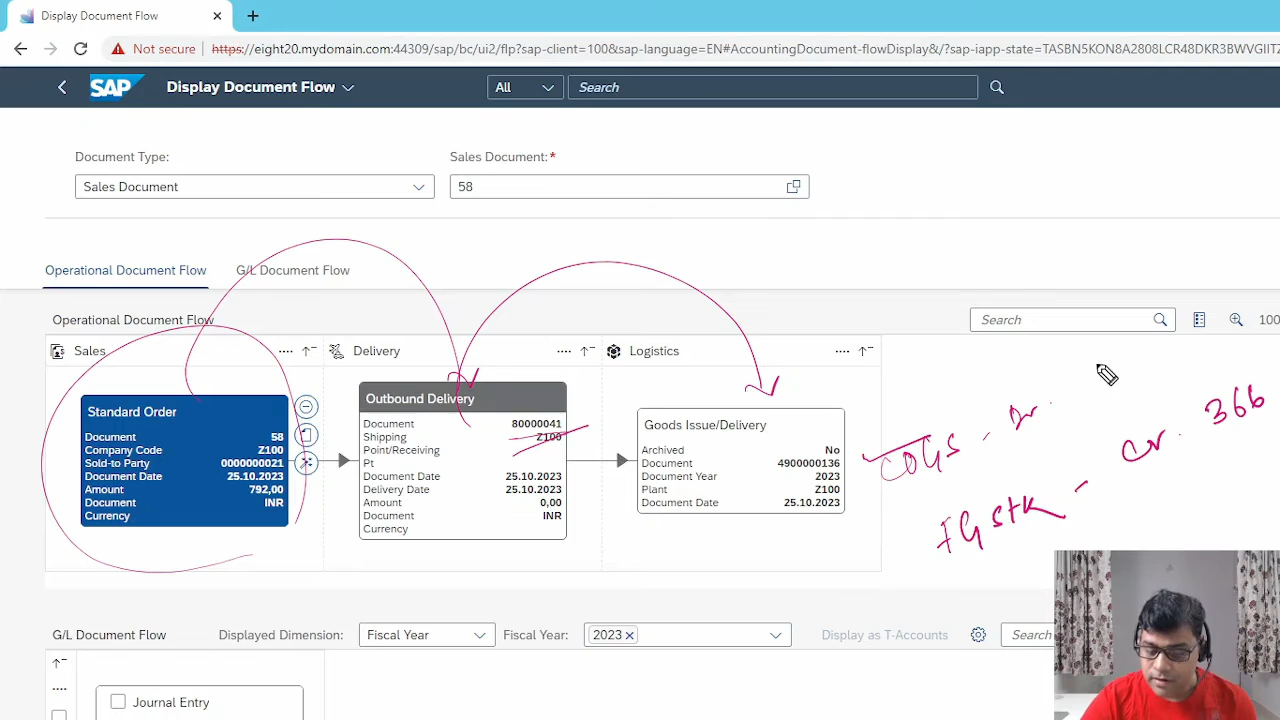 Display Document Flow
Not secure https://eight20.mydomain.com:44309/sap/bc/ui2/flp?sap-client=100&sap-language=EN#AccountingDocument-flowDisplay&/?sap-iapp-state=TASBN5KON8A2808LCR48DKR3BWVGIITZ
SAP Display Document Flow All Search
Document Type: Sales Document:*
Sales Document 58
Operational Document Flow G/L Document Flow
Operational Document Flow Search 100
Sales Delivery Logistics
Standard Order
Document 58
Company Code Z100
Sold-to Party 0000000021
Document Date 25.10.2023
Amount 792,00
Document INR
Currency
Outbound Delivery
Document 80000041
Shipping Z100
Point/Receiving
Pt
Document Date 25.10.2023
Delivery Date 25.10.2023
Amount 0,00
Document INR
Currency
Goods Issue/Delivery
Archived No
Document 4900000136
Document Year 2023
Plant Z100
Document Date 25.10.2023
COGS - Dr
FG Stk - Cr. 366
G/L Document Flow Displayed Dimension: Fiscal Year Fiscal Year: 2023 Display as T-Accounts Search
Journal Entry